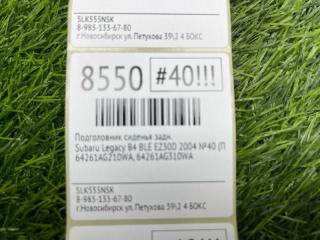 SLK555NSK
8-983-133-67-80
г.Новосибирск ул.Петухова 39\2 4 БОКС
8550 #40!!!
Подголовник сиденья задн.
Subaru Legacy B4 BLE EZ30D 2004 №40 (П
64261AG210WA, 64261AG310WA
SLK555NSK
8-983-133-67-80
г.Новосибирск ул.Петухова 39\2 4 БОКС